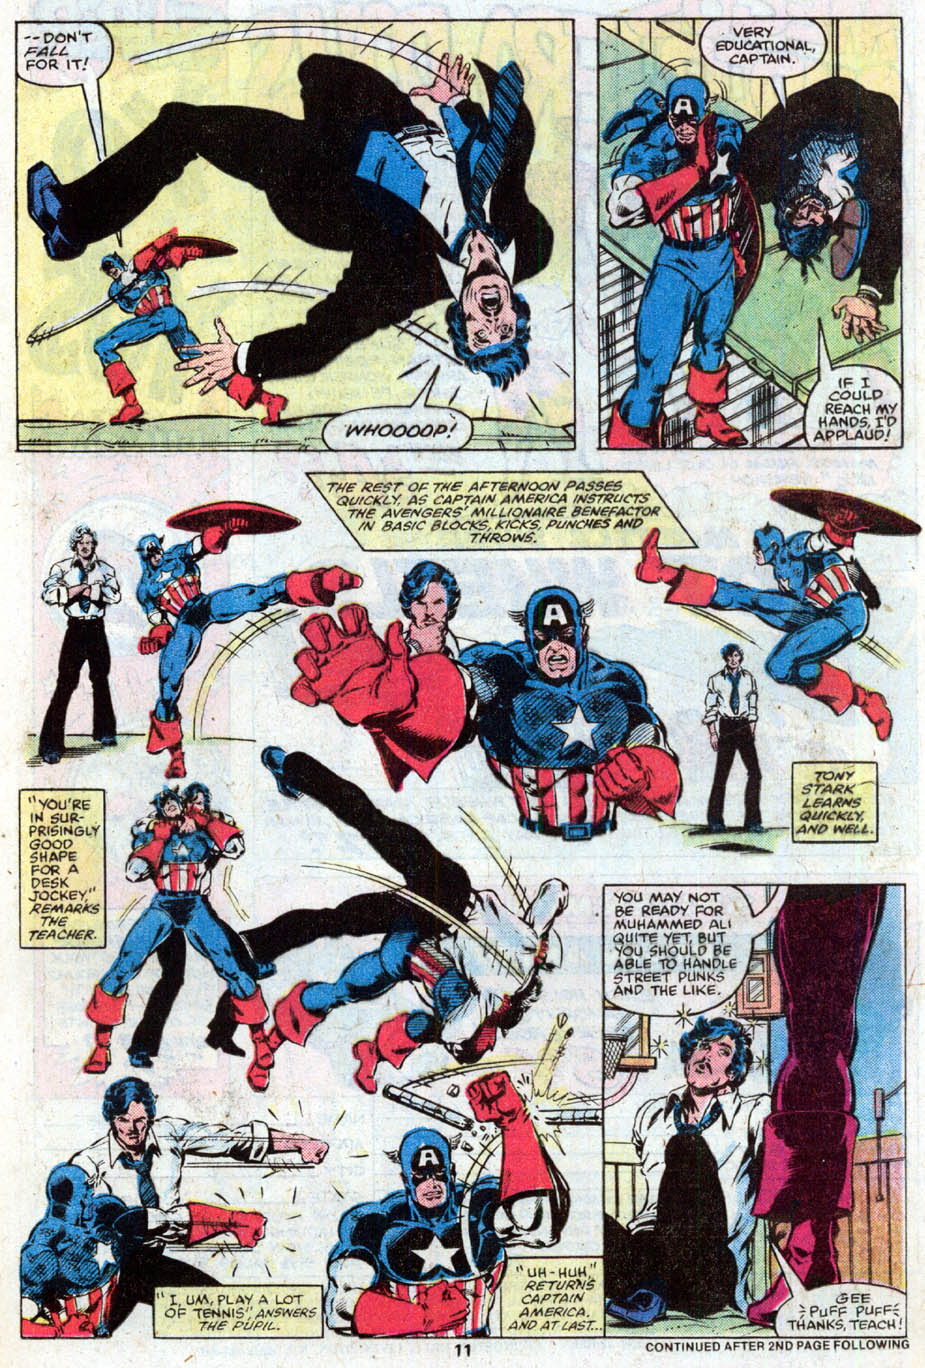 -- DON'T
FALL
FOR IT!
WHOOOOP!
VERY
EDUCATIONAL,
CAPTAIN.
IF I
COULD
REACH MY
HANDS, I'D
APPLAUD!
THE REST OF THE AFTERNOON PASSES
QUICKLY, AS CAPTAIN AMERICA INSTRUCTS
THE AVENGERS' MILLIONAIRE BENEFACTOR
IN BASIC BLOCKS, KICKS, PUNCHES AND
THROWS.
A
A
TONY
STARK
LEARNS
QUICKLY,
AND WELL.
"YOU'RE
IN SUR-
PRISINGLY
GOOD
SHAPE
FOR A
DESK
JOCKEY,"
REMARKS
THE
TEACHER.
"I, UM, PLAY A LOT
OF TENNIS," ANSWERS
THE PUPIL.
A
"UH-HUH,"
RETURNS
CAPTAIN
AMERICA.
AND AT LAST...
YOU MAY NOT
BE READY FOR
MUHAMMED ALI
QUITE YET, BUT
YOU SHOULD BE
ABLE TO HANDLE
STREET PUNKS
AND THE LIKE.
GEE
PUFF PUFF
THANKS, TEACH!
11
CONTINUED AFTER 2ND PAGE FOLLOWING